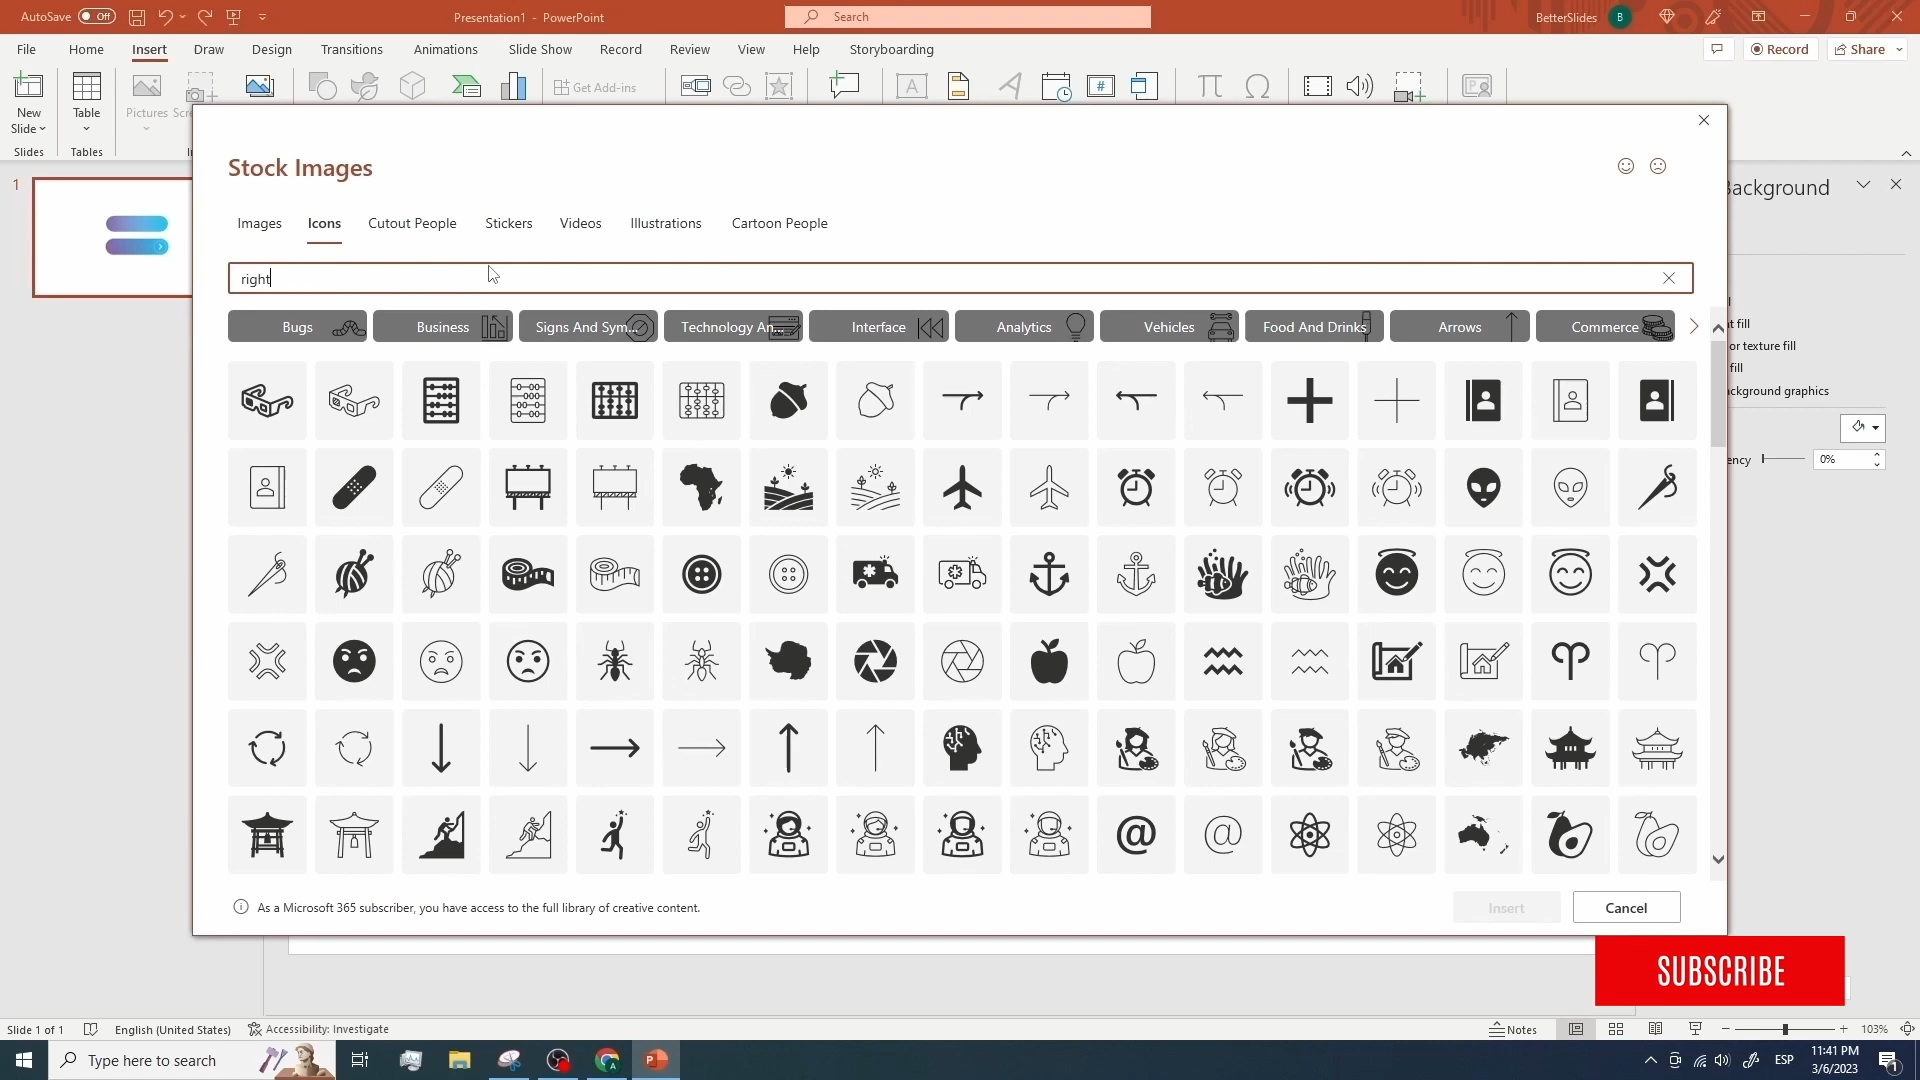 AutoSave Off
Presentation1 - PowerPoint
Search
BetterSlides B
File Home Insert Draw Design Transitions Animations Slide Show Record Review View Help Storyboarding
Record
Share
New Slide
Table
Pictures
Get Add-ins
Slides
Tables
Stock Images
Background
1
Images Icons Cutout People Stickers Videos Illustrations Cartoon People
right
Bugs Business Signs And Sym... Technology An... Interface Analytics Vehicles Food And Drinks Arrows Commerce
or texture fill
fill
ackground graphics
0%
As a Microsoft 365 subscriber, you have access to the full library of creative content.
Insert
Cancel
SUBSCRIBE
Slide 1 of 1
English (United States)
Accessibility: Investigate
Notes
103%
Type here to search
ESP
11:41 PM
3/6/2023
1